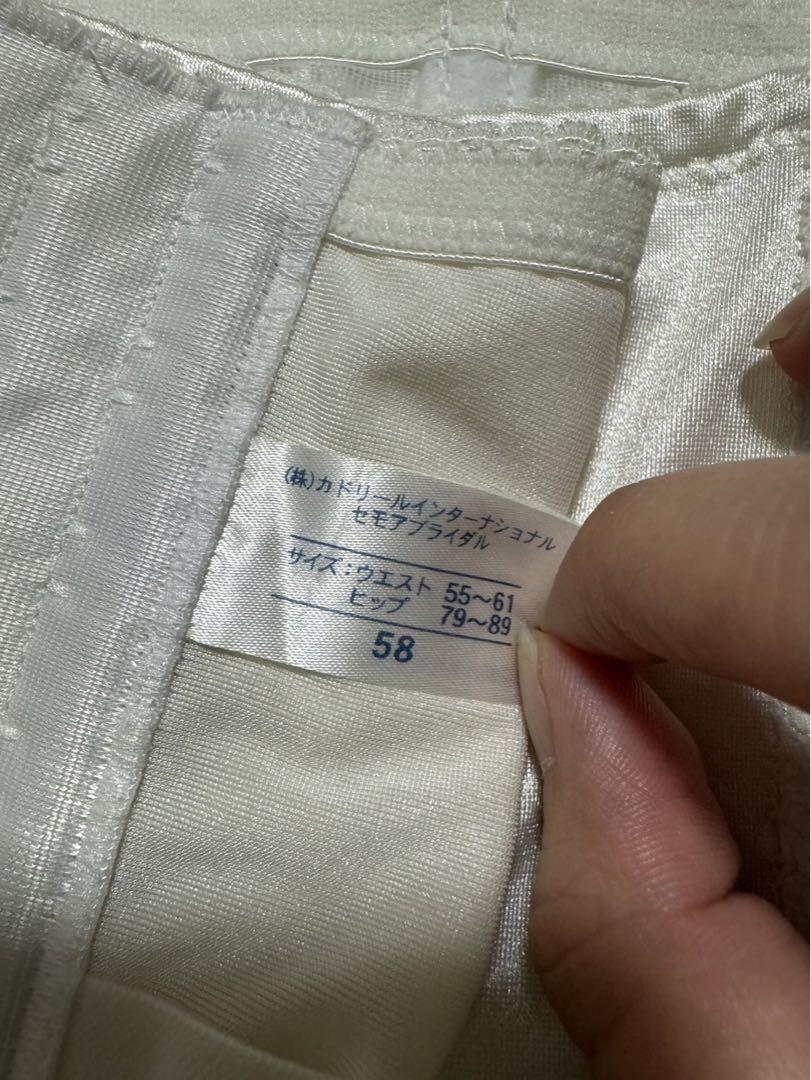 (株)カドリールインターナショナル
セモアブライダル
サイズ:ウエスト 55~61
ヒップ 79~89
58